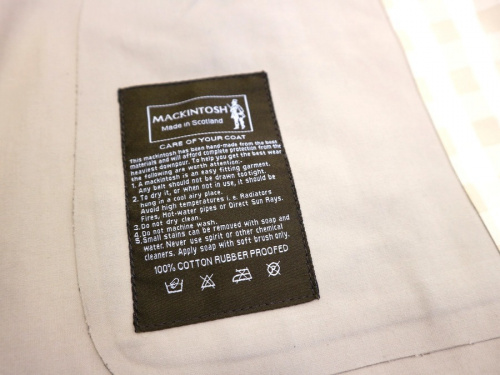 MACKINTOSH
Made in Scotland
CARE OF YOUR COAT
This mackintosh has been hand-made from the best
materials and will afford complete protection from the
heaviest downpour. To help you get the best wear
the following are worth attention:
1. A mackintosh is an easy fitting garment.
Any belt should not be drawn too tight.
2. To dry it, or when not in use, it should be
hung in a cool airy place.
Avoid high temperatures i.e. Radiators
Fires, Hot-water pipes or Direct Sun Rays.
3. Do not dry clean.
4. Do not machine wash.
5. Small stains can be removed with soap and
water. Never use spirit or other chemical
cleaners. Apply soap with soft brush only.
100% COTTON RUBBER PROOFED